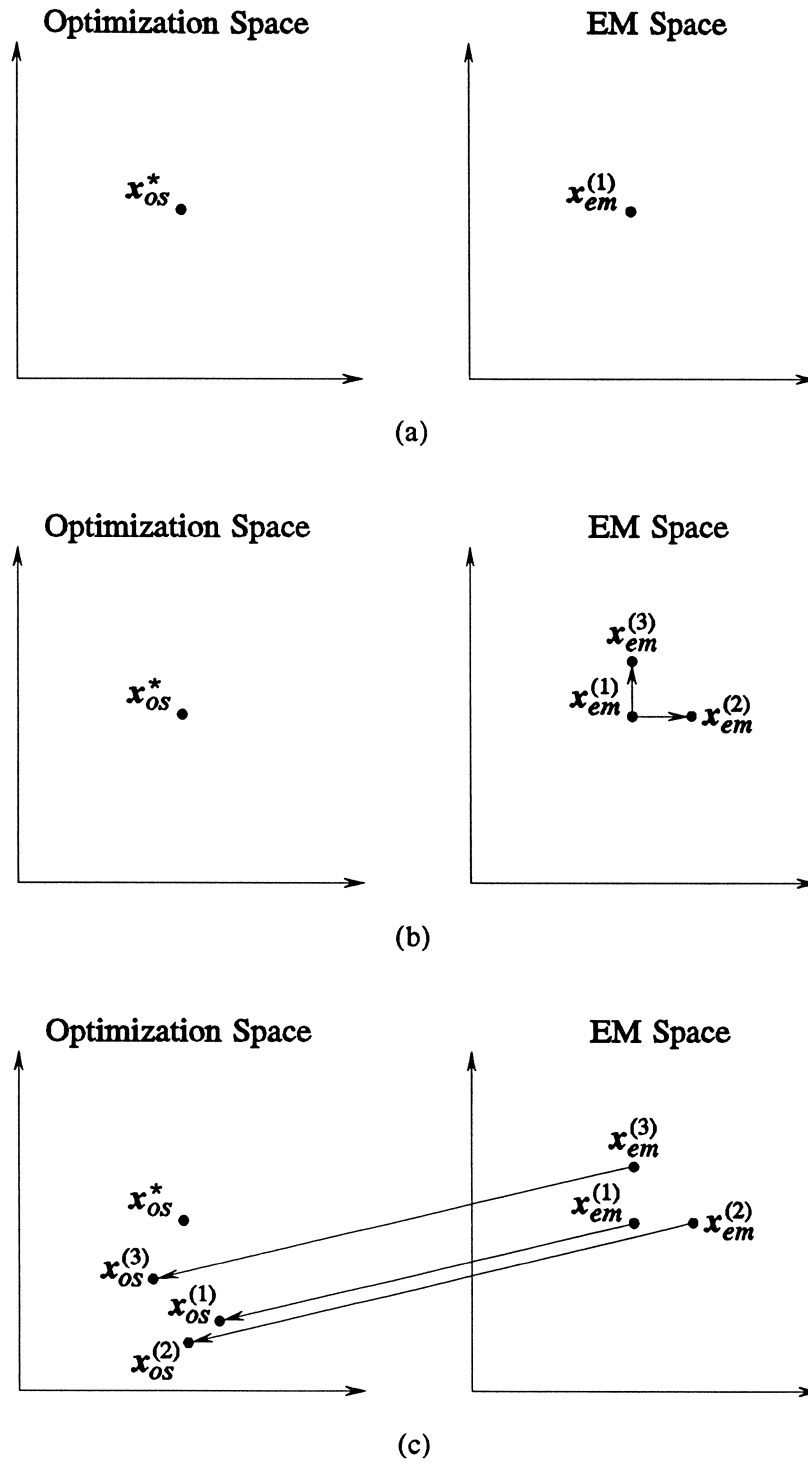 Optimization Space EM Space
x*os
x(1)em
(a)
Optimization Space EM Space
x(3)em
x*os
x(1)em x(2)em
(b)
Optimization Space EM Space
x(3)em
x*os
x(1)em x(2)em
x(3)os
x(1)os
x(2)os
(c)